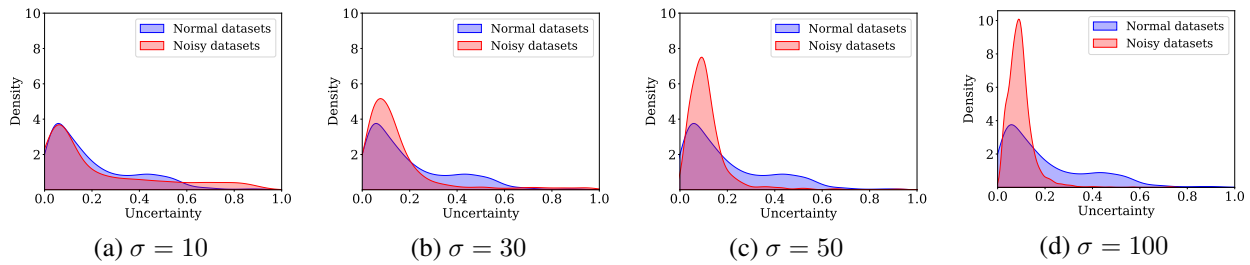 10
8
6
4
2
Density
0.0 0.2 0.4 0.6 0.8 1.0
Uncertainty
Normal datasets
Noisy datasets
(a) σ = 10
10
8
6
4
2
Density
0.0 0.2 0.4 0.6 0.8 1.0
Uncertainty
Normal datasets
Noisy datasets
(b) σ = 30
10
8
6
4
2
Density
0.0 0.2 0.4 0.6 0.8 1.0
Uncertainty
Normal datasets
Noisy datasets
(c) σ = 50
10
8
6
4
2
0
Density
0.0 0.2 0.4 0.6 0.8 1.0
Uncertainty
Normal datasets
Noisy datasets
(d) σ = 100